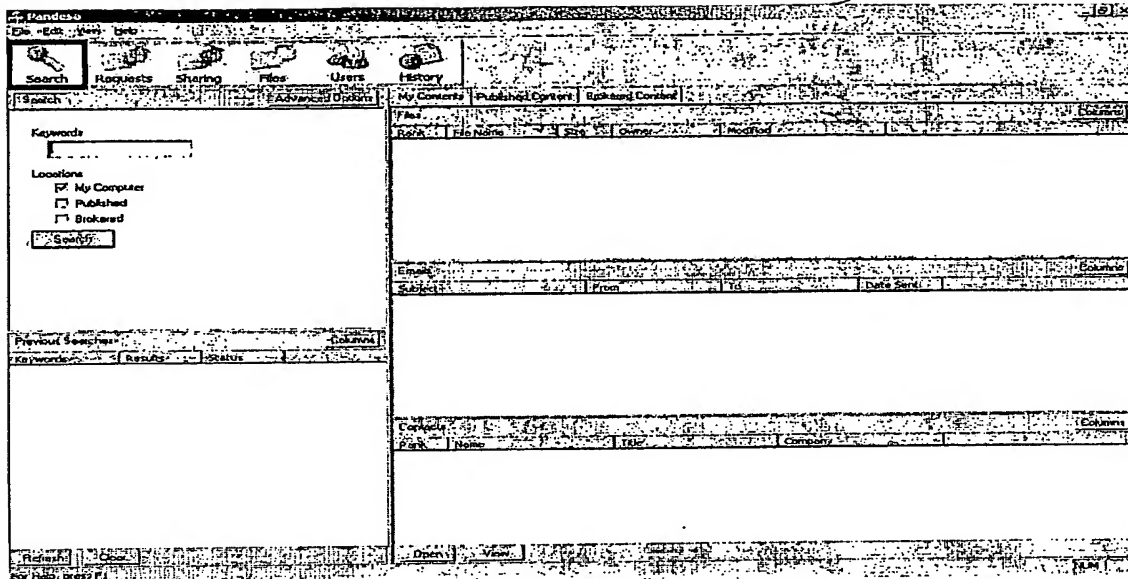 Pandesa
File Edit View Help
Search Requests Sharing Files Users History
Search Advanced Options
Keywords
Locations
My Computer
Published
Brokered
Search
Previous Searches Columns
Keywords Results Status
Refresh Clear
For Help, press F1
My Contents Published Content Brokered Content
Files Columns
Rank File Name Size Owner Modified
Emails Columns
Subject From To Date Sent
Contacts Columns
Rank Name Title Company
Open View
NUM